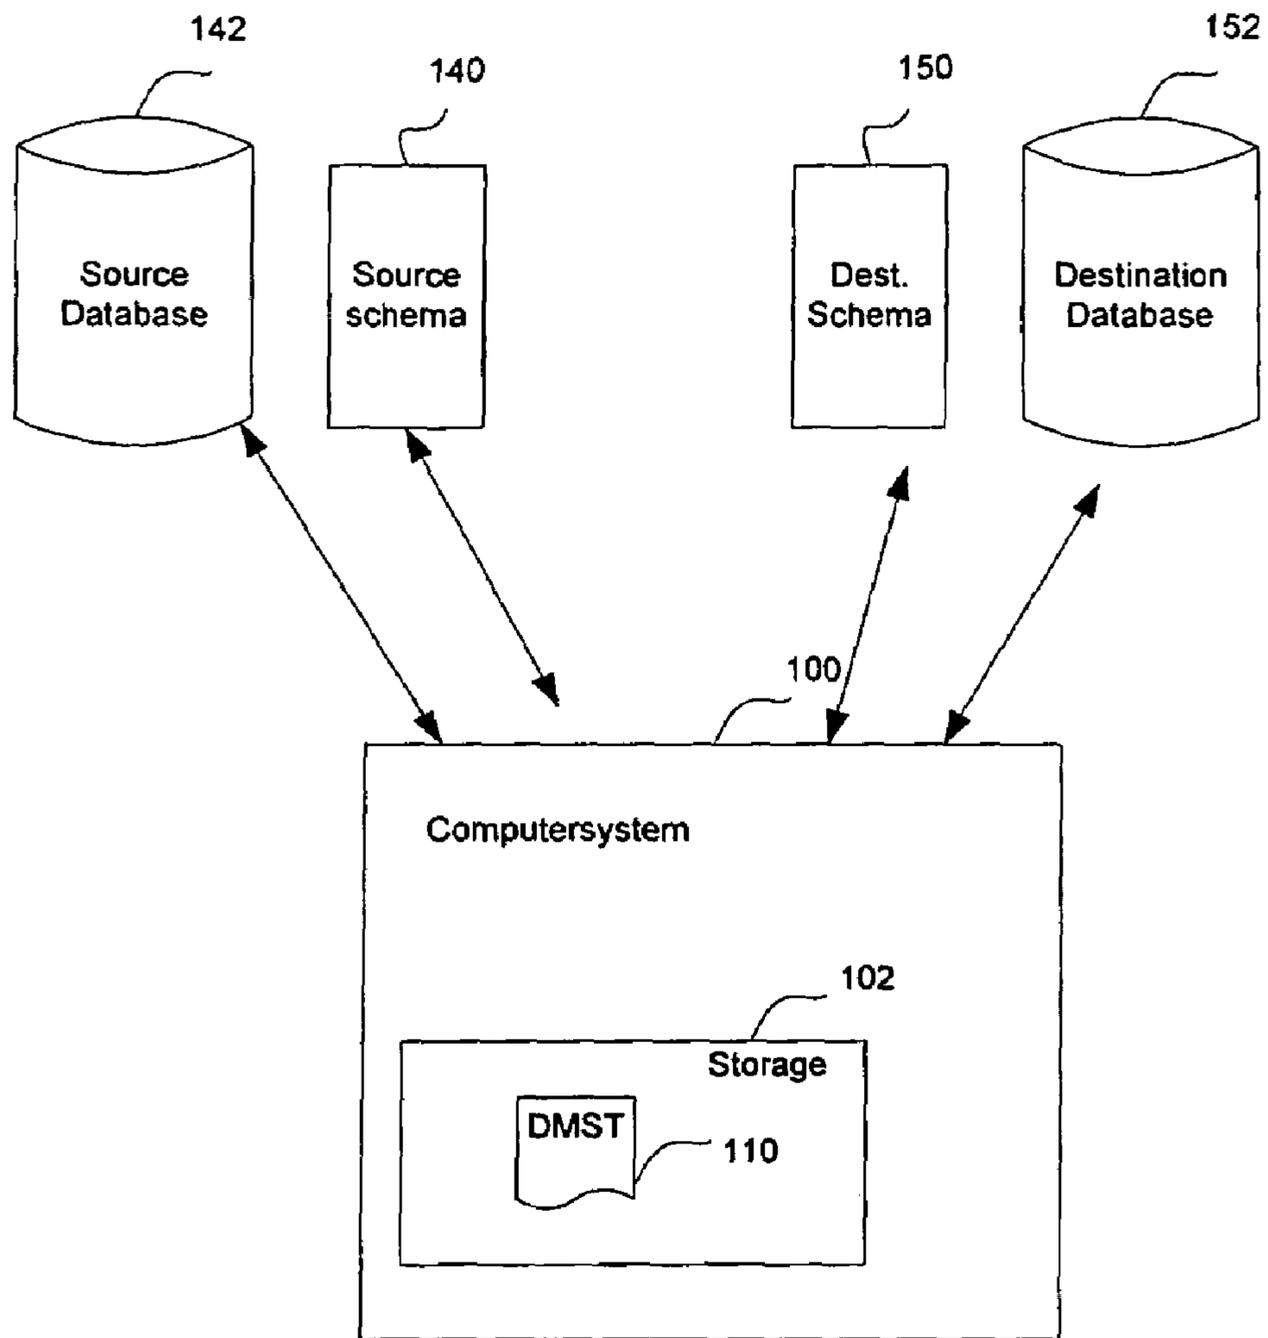 142
140
150
152
Source
Database
Source
schema
Dest.
Schema
Destination
Database
100
Computersystem
102
Storage
DMST
110